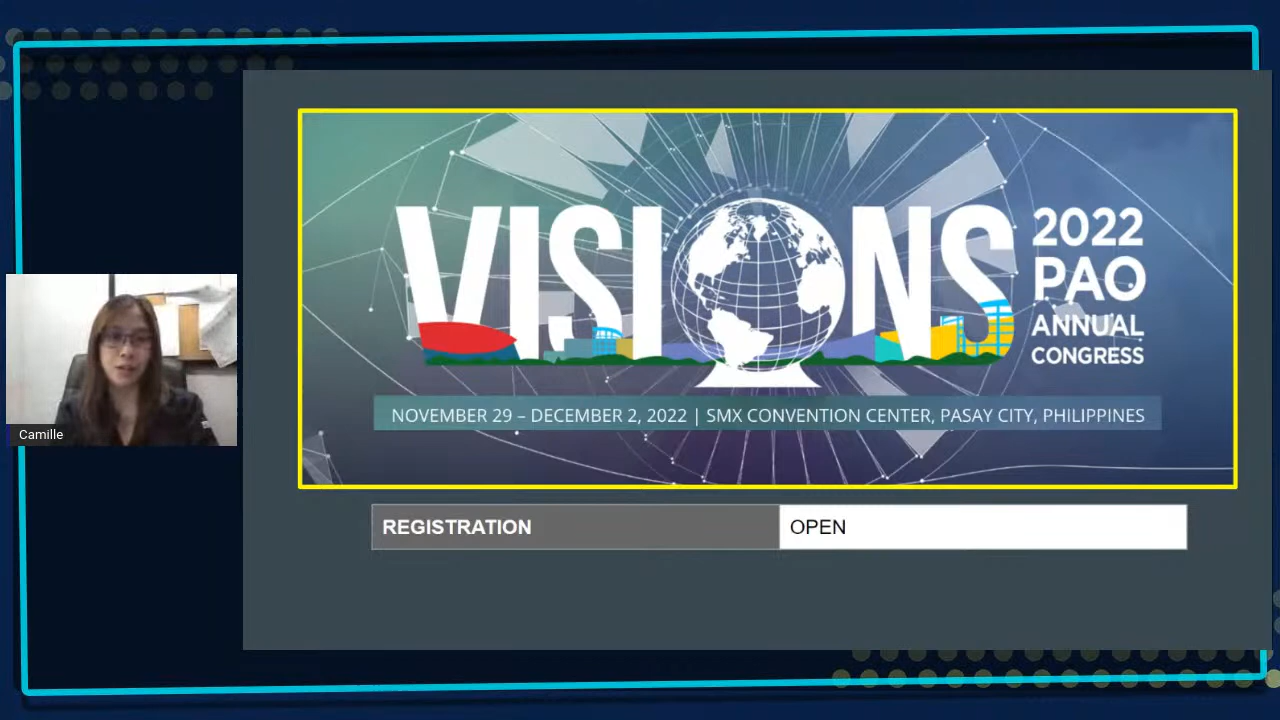 VISIONS
2022
PAO
ANNUAL
CONGRESS
NOVEMBER 29 – DECEMBER 2, 2022 | SMX CONVENTION CENTER, PASAY CITY, PHILIPPINES
Camille
REGISTRATION
OPEN